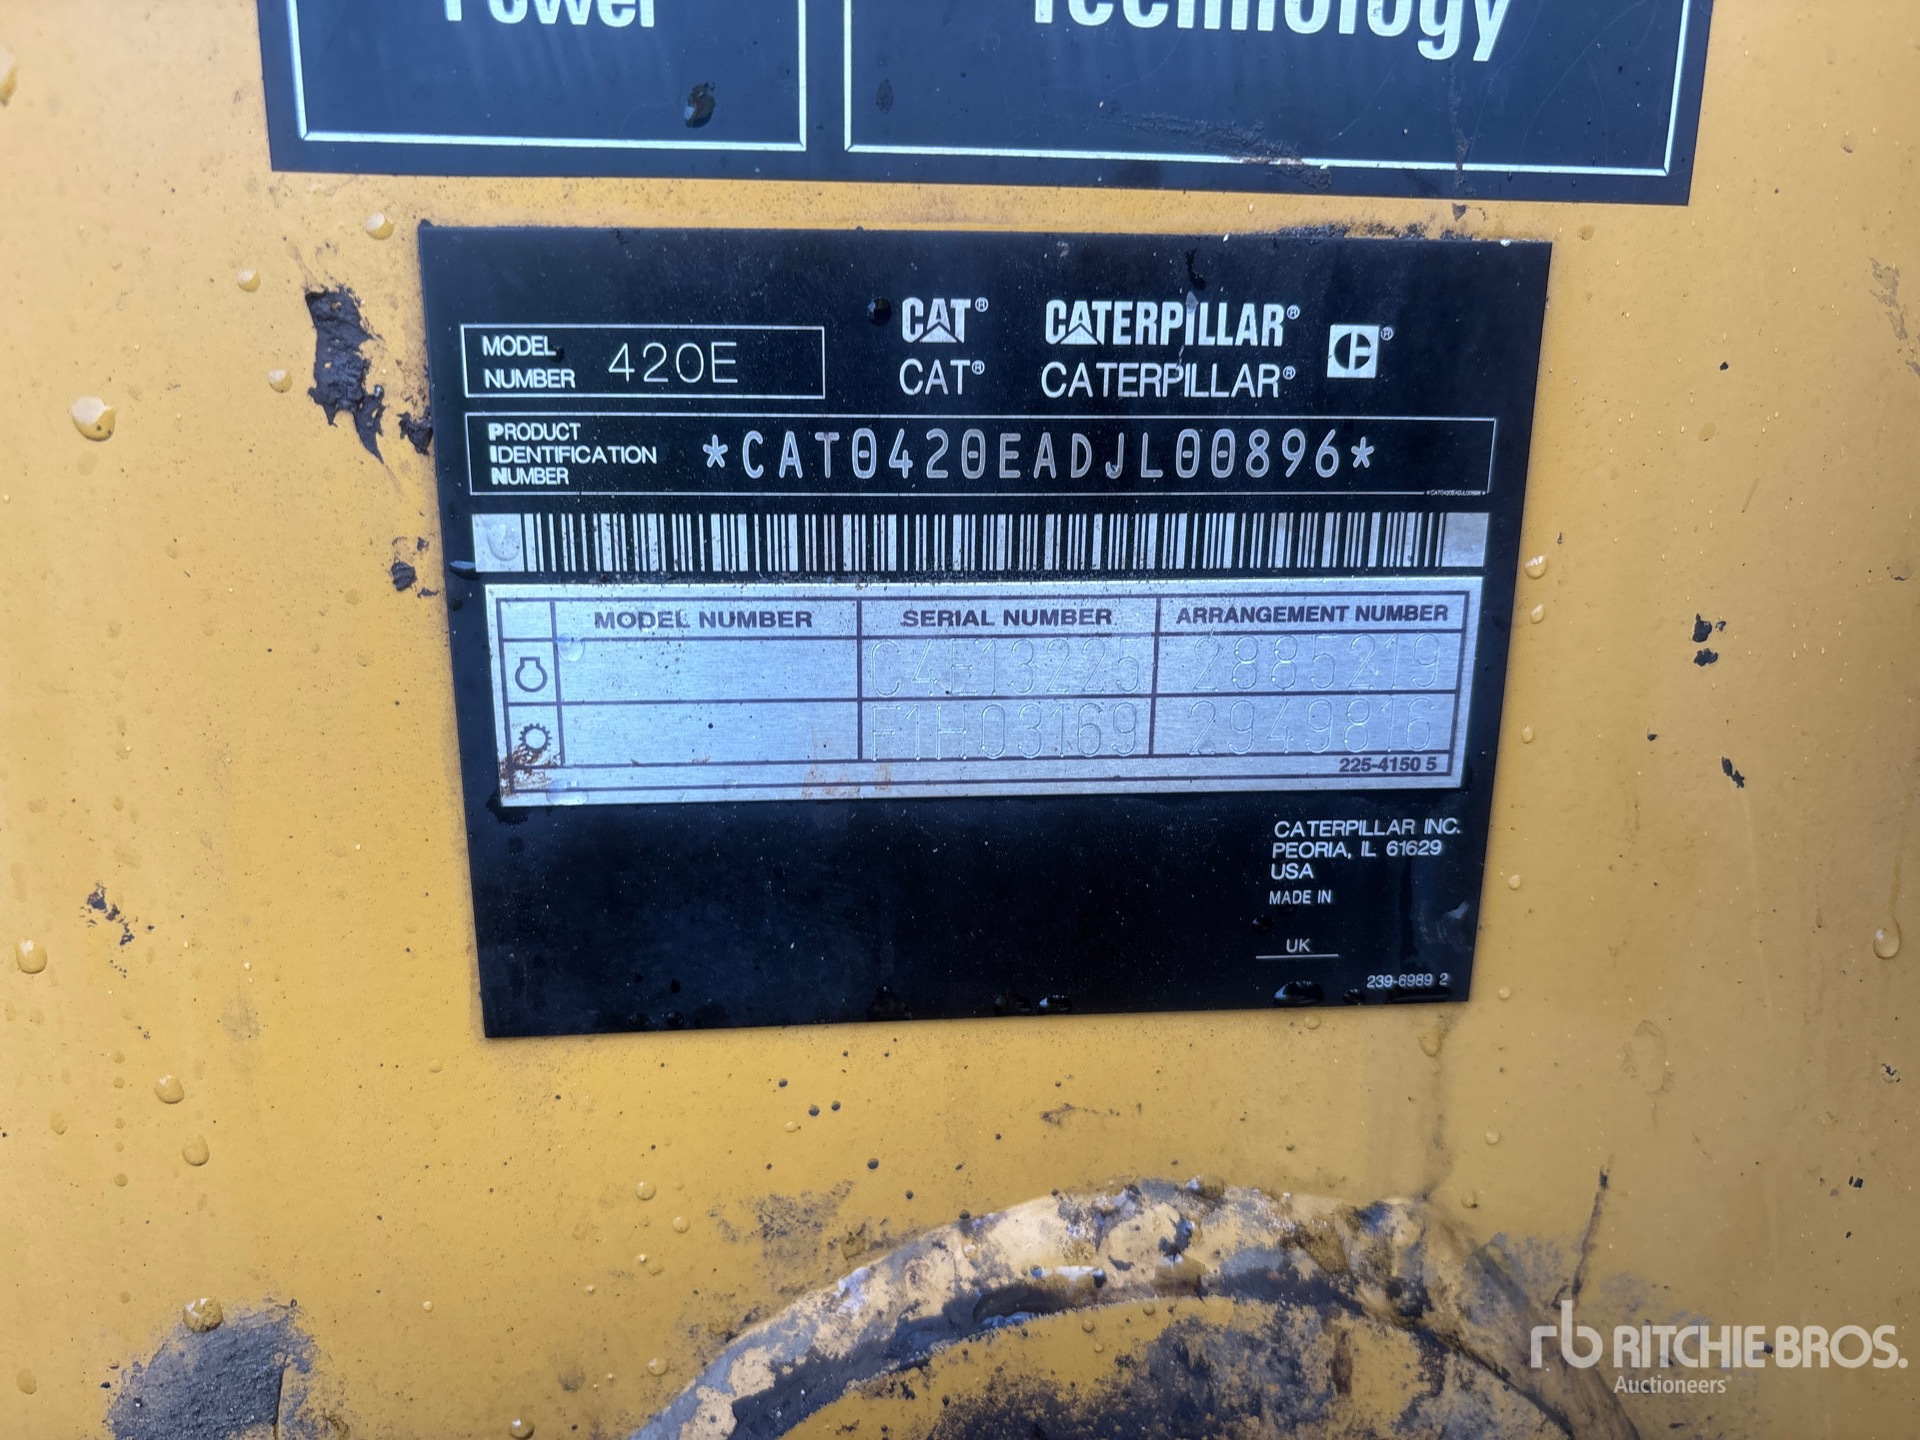 Power
Technology
MODEL NUMBER 420E
CAT® CATERPILLAR® ®
CAT® CATERPILLAR®
PRODUCT IDENTIFICATION NUMBER *CAT0420EADJL00896*
*CAT0420EADJL00896*
MODEL NUMBER SERIAL NUMBER ARRANGEMENT NUMBER
C4E13225 2885219
F1H03169 2949816
225-4150 5
CATERPILLAR INC.
PEORIA, IL 61629
USA
MADE IN
UK
239-6989 2
rb RITCHIE BROS.
Auctioneers